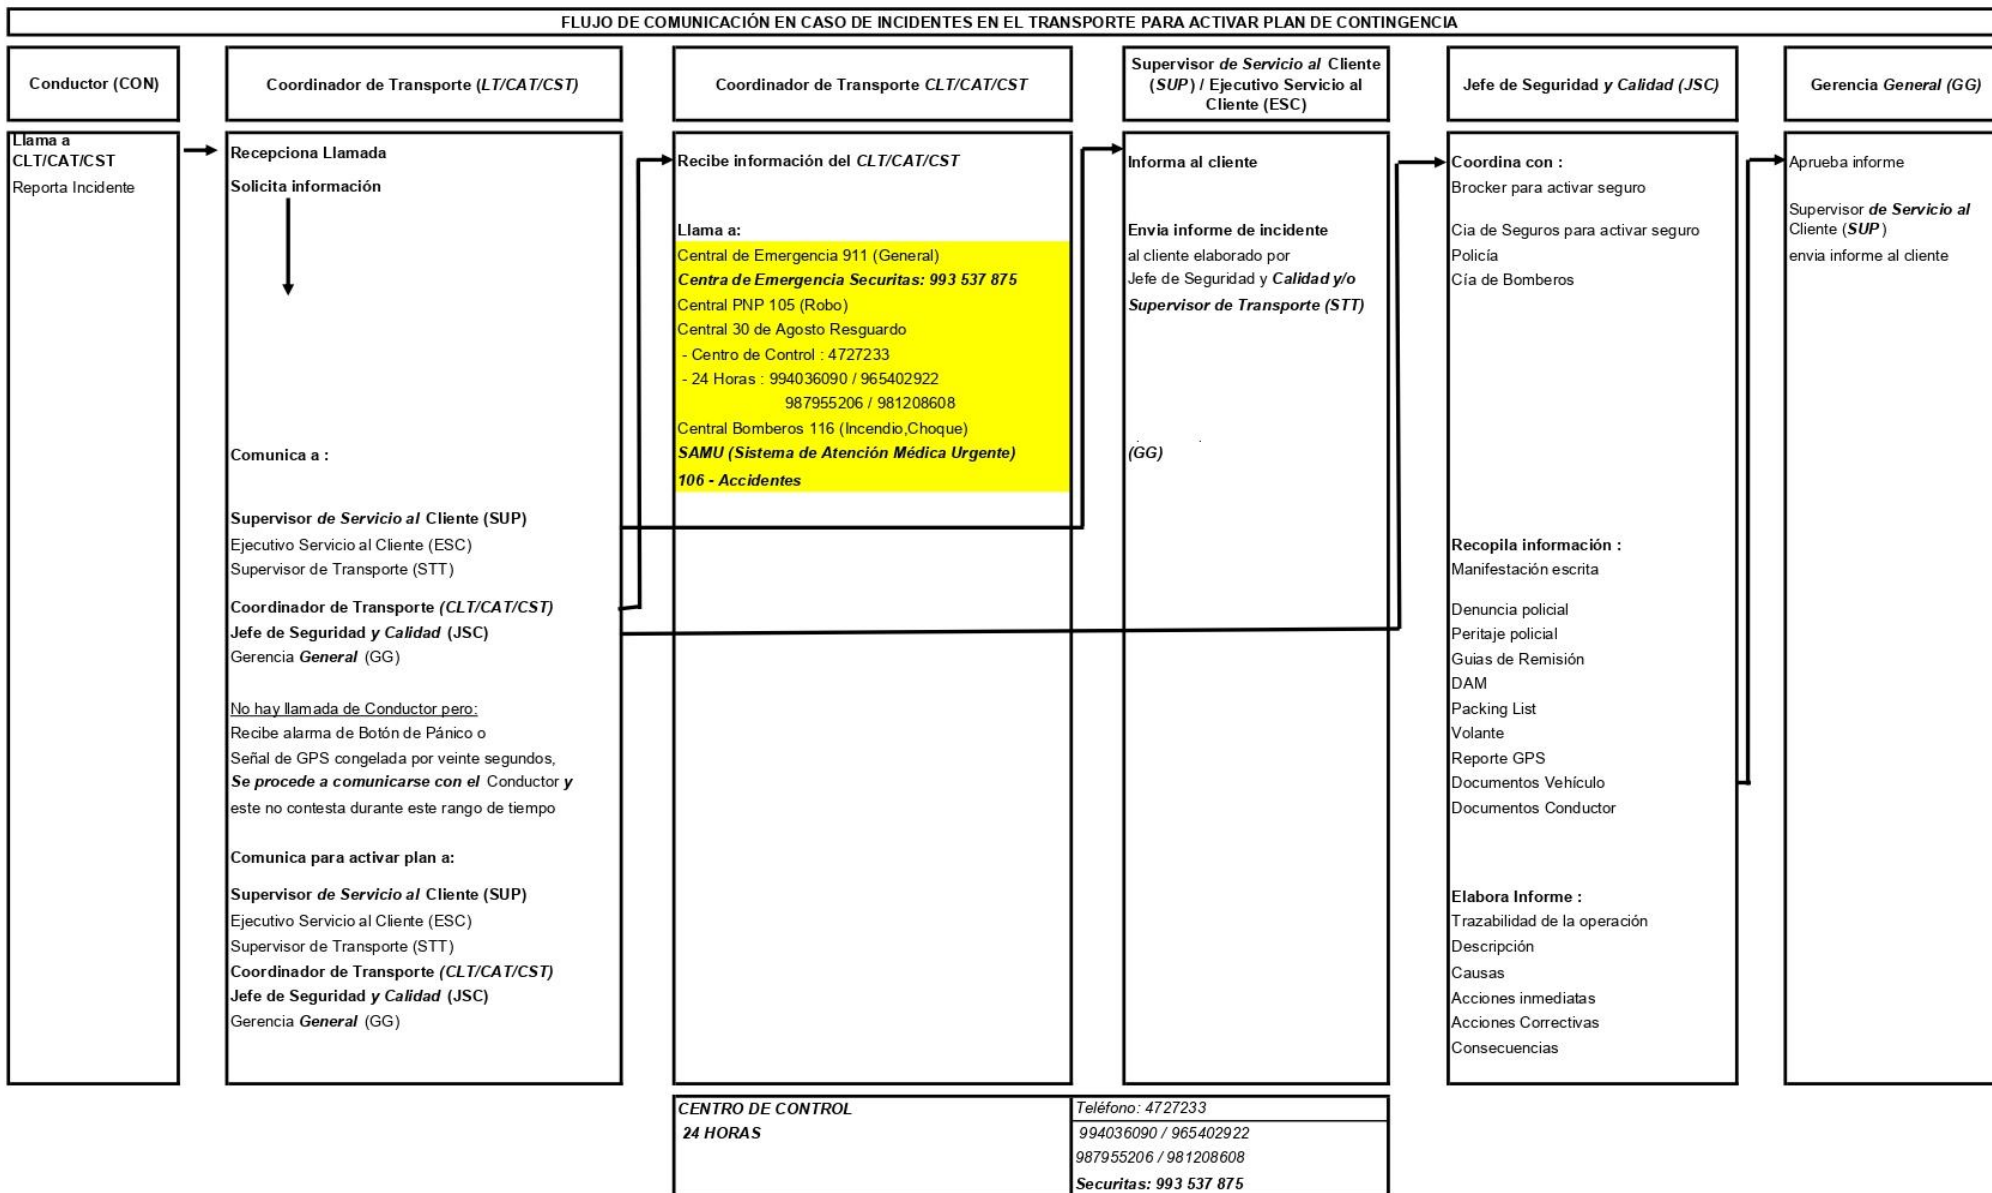 FLUJO DE COMUNICACIÓN EN CASO DE INCIDENTES EN EL TRANSPORTE PARA ACTIVAR PLAN DE CONTINGENCIA
Conductor (CON)
Llama a
CLT/CAT/CST
Reporta Incidente
Coordinador de Transporte (LT/CAT/CST)
Recepciona Llamada
Solicita información
Comunica a :
Supervisor de Servicio al Cliente (SUP)
Ejecutivo Servicio al Cliente (ESC)
Supervisor de Transporte (STT)
Coordinador de Transporte (CLT/CAT/CST)
Jefe de Seguridad y Calidad (JSC)
Gerencia General (GG)
No hay llamada de Conductor pero:
Recibe alarma de Botón de Pánico o
Señal de GPS congelada por veinte segundos,
Se procede a comunicarse con el Conductor y
este no contesta durante este rango de tiempo
Comunica para activar plan a:
Supervisor de Servicio al Cliente (SUP)
Ejecutivo Servicio al Cliente (ESC)
Supervisor de Transporte (STT)
Coordinador de Transporte (CLT/CAT/CST)
Jefe de Seguridad y Calidad (JSC)
Gerencia General (GG)
Coordinador de Transporte CLT/CAT/CST
Recibe información del CLT/CAT/CST
Llama a:
Central de Emergencia 911 (General)
Centra de Emergencia Securitas: 993 537 875
Central PNP 105 (Robo)
Central 30 de Agosto Resguardo
- Centro de Control : 4727233
- 24 Horas : 994036090 / 965402922
987955206 / 981208608
Central Bomberos 116 (Incendio,Choque)
SAMU (Sistema de Atención Médica Urgente)
106 - Accidentes
Supervisor de Servicio al Cliente
(SUP) / Ejecutivo Servicio al
Cliente (ESC)
Informa al cliente
Envia informe de incidente
al cliente elaborado por
Jefe de Seguridad y Calidad y/o
Supervisor de Transporte (STT)
(GG)
Jefe de Seguridad y Calidad (JSC)
Coordina con :
Brocker para activar seguro
Cia de Seguros para activar seguro
Policía
Cía de Bomberos
Recopila información :
Manifestación escrita
Denuncia policial
Peritaje policial
Guias de Remisión
DAM
Packing List
Volante
Reporte GPS
Documentos Vehículo
Documentos Conductor
Elabora Informe :
Trazabilidad de la operación
Descripción
Causas
Acciones inmediatas
Acciones Correctivas
Consecuencias
Gerencia General (GG)
Aprueba informe
Supervisor de Servicio al
Cliente (SUP)
envia informe al cliente
CENTRO DE CONTROL
24 HORAS
Teléfono: 4727233
994036090 / 965402922
987955206 / 981208608
Securitas: 993 537 875